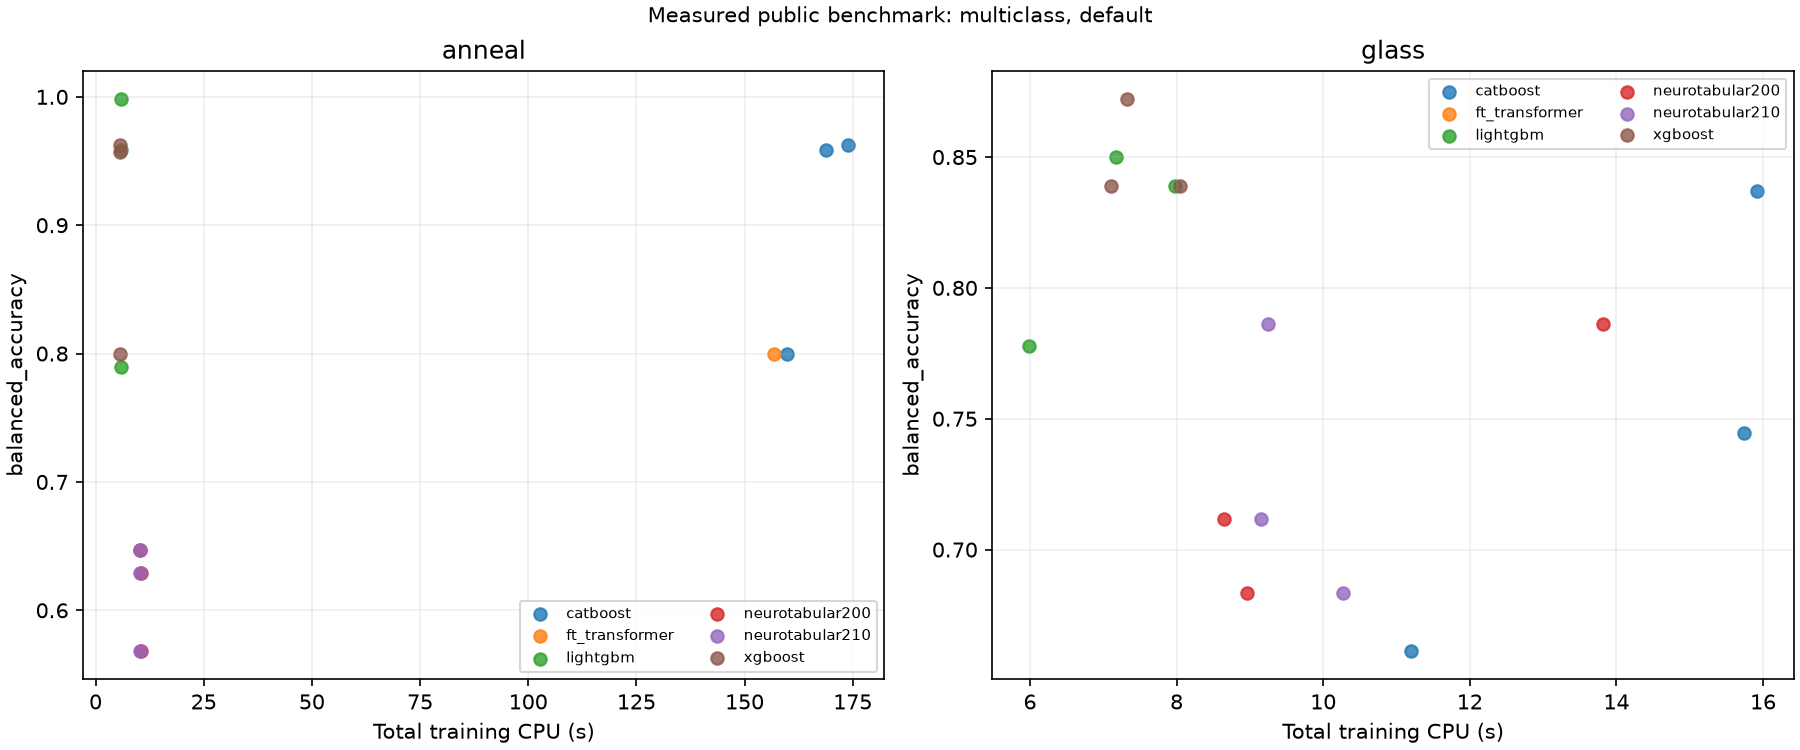 Measured public benchmark: multiclass, default
anneal
balanced_accuracy
1.0
0.9
0.8
0.7
0.6
catboost
ft_transformer
lightgbm
neurotabular200
neurotabular210
xgboost
0 25 50 75 100 125 150 175
Total training CPU (s)
glass
balanced_accuracy
0.85
0.80
0.75
0.70
catboost
ft_transformer
lightgbm
neurotabular200
neurotabular210
xgboost
6 8 10 12 14 16
Total training CPU (s)